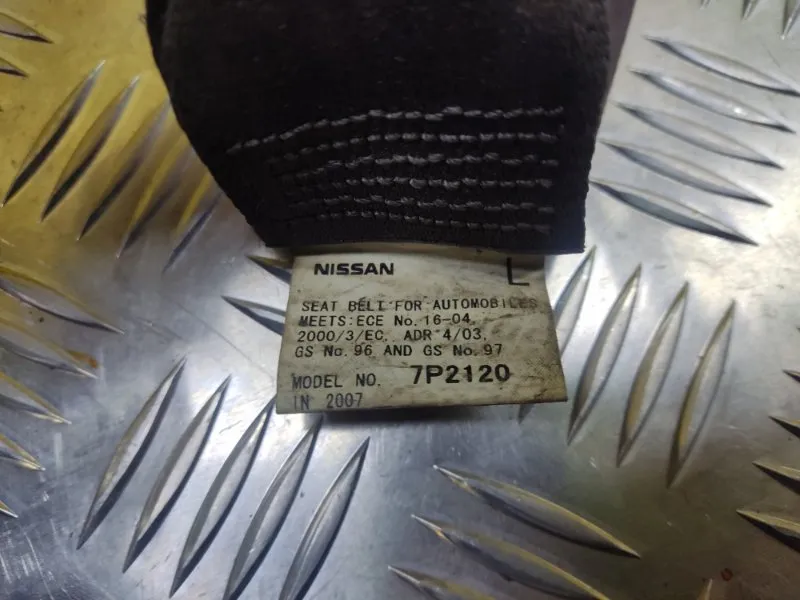 NISSAN L
SEAT BELT FOR AUTOMOBILES
MEETS:ECE No. 16-04,
2000/3/EC, ADR 4/03,
GS No. 96 AND GS No. 97
MODEL NO. 7P2120
IN 2007